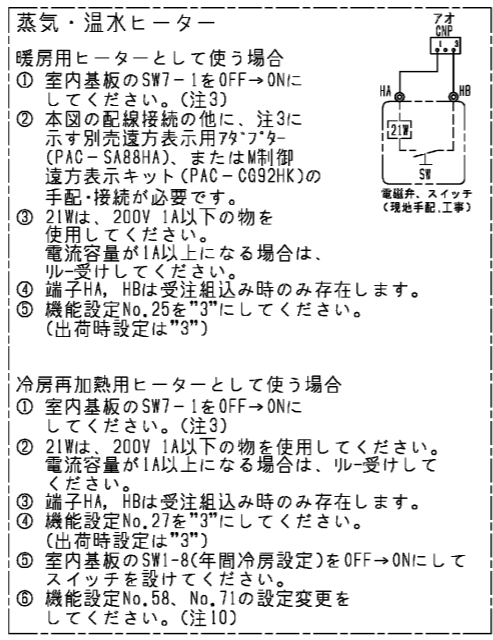 蒸気・温水ヒーター
アオ
CNP
1 3
HA
HB
21W
SW
電磁弁、スイッチ
(現地手配,工事)
暖房用ヒーターとして使う場合
① 室内基板のSW7-1をOFF→ONに
してください。(注3)
② 本図の配線接続の他に、注3に
示す別売遠方表示用アダプター
(PAC-SA88HA)、またはM制御
遠方表示キット(PAC-CG92HK)の
手配・接続が必要です。
③ 21Wは、200V 1A以下の物を
使用してください。
電流容量が1A以上になる場合は、
リレー受けしてください。
④ 端子HA, HBは受注組込み時のみ存在します。
⑤ 機能設定No.25を"3"にしてください。
(出荷時設定は"3")
冷房再加熱用ヒーターとして使う場合
① 室内基板のSW7-1をOFF→ONに
してください。(注3)
② 21Wは、200V 1A以下の物を使用してください。
電流容量が1A以上になる場合は、リレー受けして
ください。
③ 端子HA, HBは受注組込み時のみ存在します。
④ 機能設定No.27を"3"にしてください。
(出荷時設定は"3")
⑤ 室内基板のSW1-8(年間冷房設定)をOFF→ONにして
スイッチを設けてください。
⑥ 機能設定No.58、No.71の設定変更を
してください。(注10)